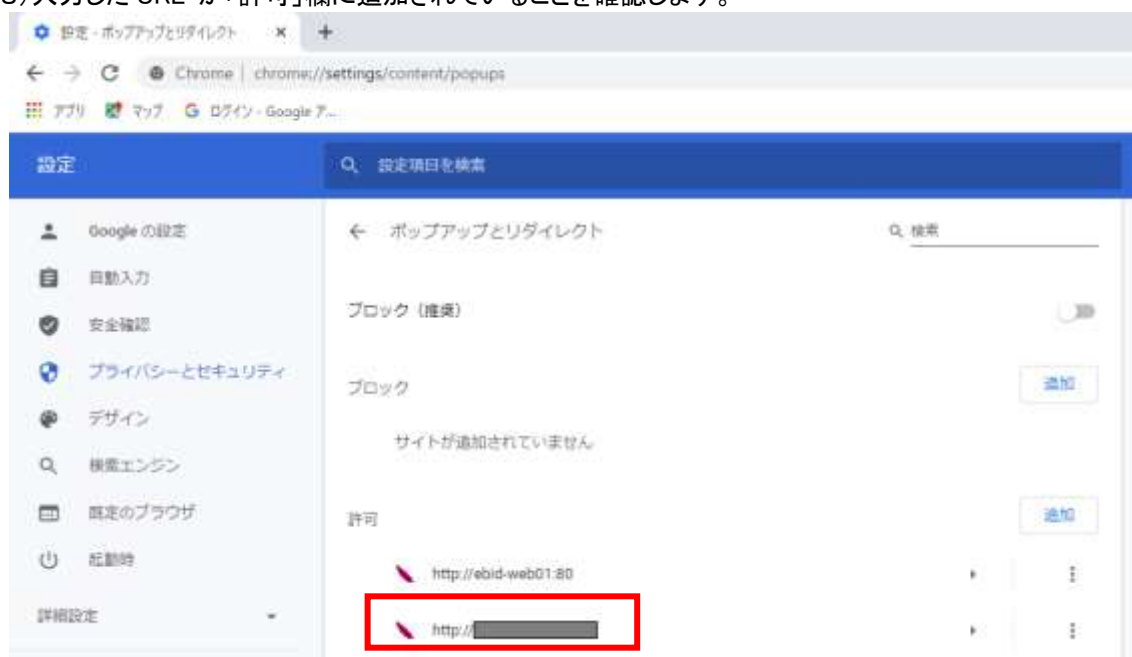 入力した URL が「許可」欄に追加されていることを確認します。
設定 - ポップアップとリダイレクト × +
Chrome | chrome://settings/content/popups
アプリ マップ G ログイン - Google ア...
設定
設定項目を検索
Google の設定
自動入力
安全確認
プライバシーとセキュリティ
デザイン
検索エンジン
既定のブラウザ
起動時
詳細設定
ポップアップとリダイレクト
検索
ブロック（推奨）
ブロック
追加
サイトが追加されていません
許可
追加
http://ebid-web01:80
http://